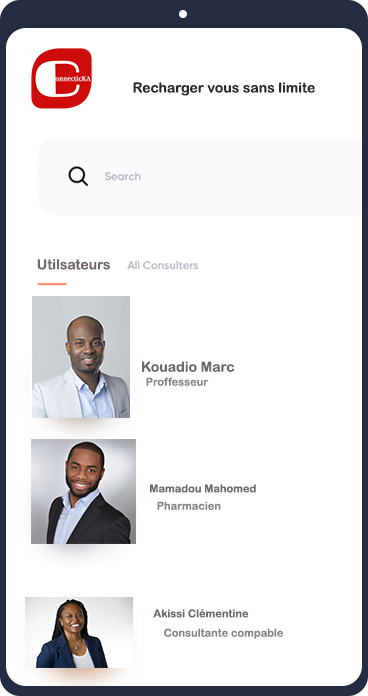 ConnecticKA
Recharger vous sans limite
Search
Utilsateurs All Consulters
Kouadio Marc
Proffesseur
Mamadou Mahomed
Pharmacien
Akissi Clémentine
Consultante compable